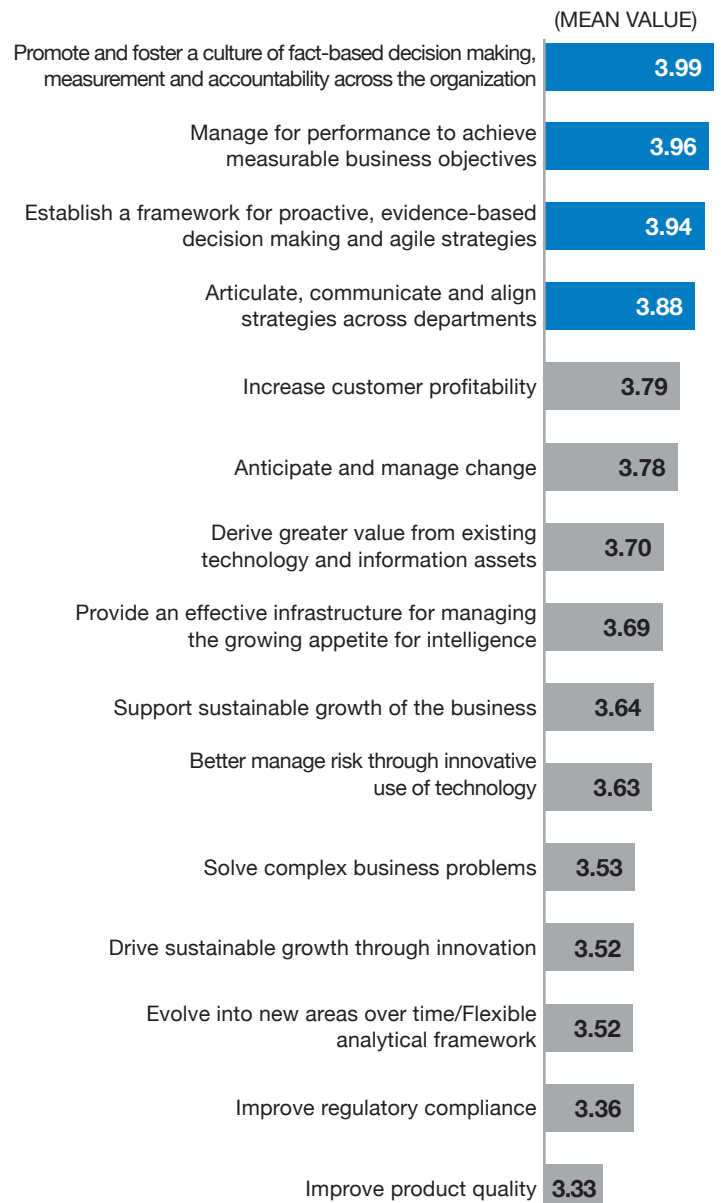 (MEAN VALUE)
Promote and foster a culture of fact-based decision making,
measurement and accountability across the organization
3.99
Manage for performance to achieve
measurable business objectives
3.96
Establish a framework for proactive, evidence-based
decision making and agile strategies
3.94
Articulate, communicate and align
strategies across departments
3.88
Increase customer profitability
3.79
Anticipate and manage change
3.78
Derive greater value from existing
technology and information assets
3.70
Provide an effective infrastructure for managing
the growing appetite for intelligence
3.69
Support sustainable growth of the business
3.64
Better manage risk through innovative
use of technology
3.63
Solve complex business problems
3.53
Drive sustainable growth through innovation
3.52
Evolve into new areas over time/Flexible
analytical framework
3.52
Improve regulatory compliance
3.36
Improve product quality
3.33